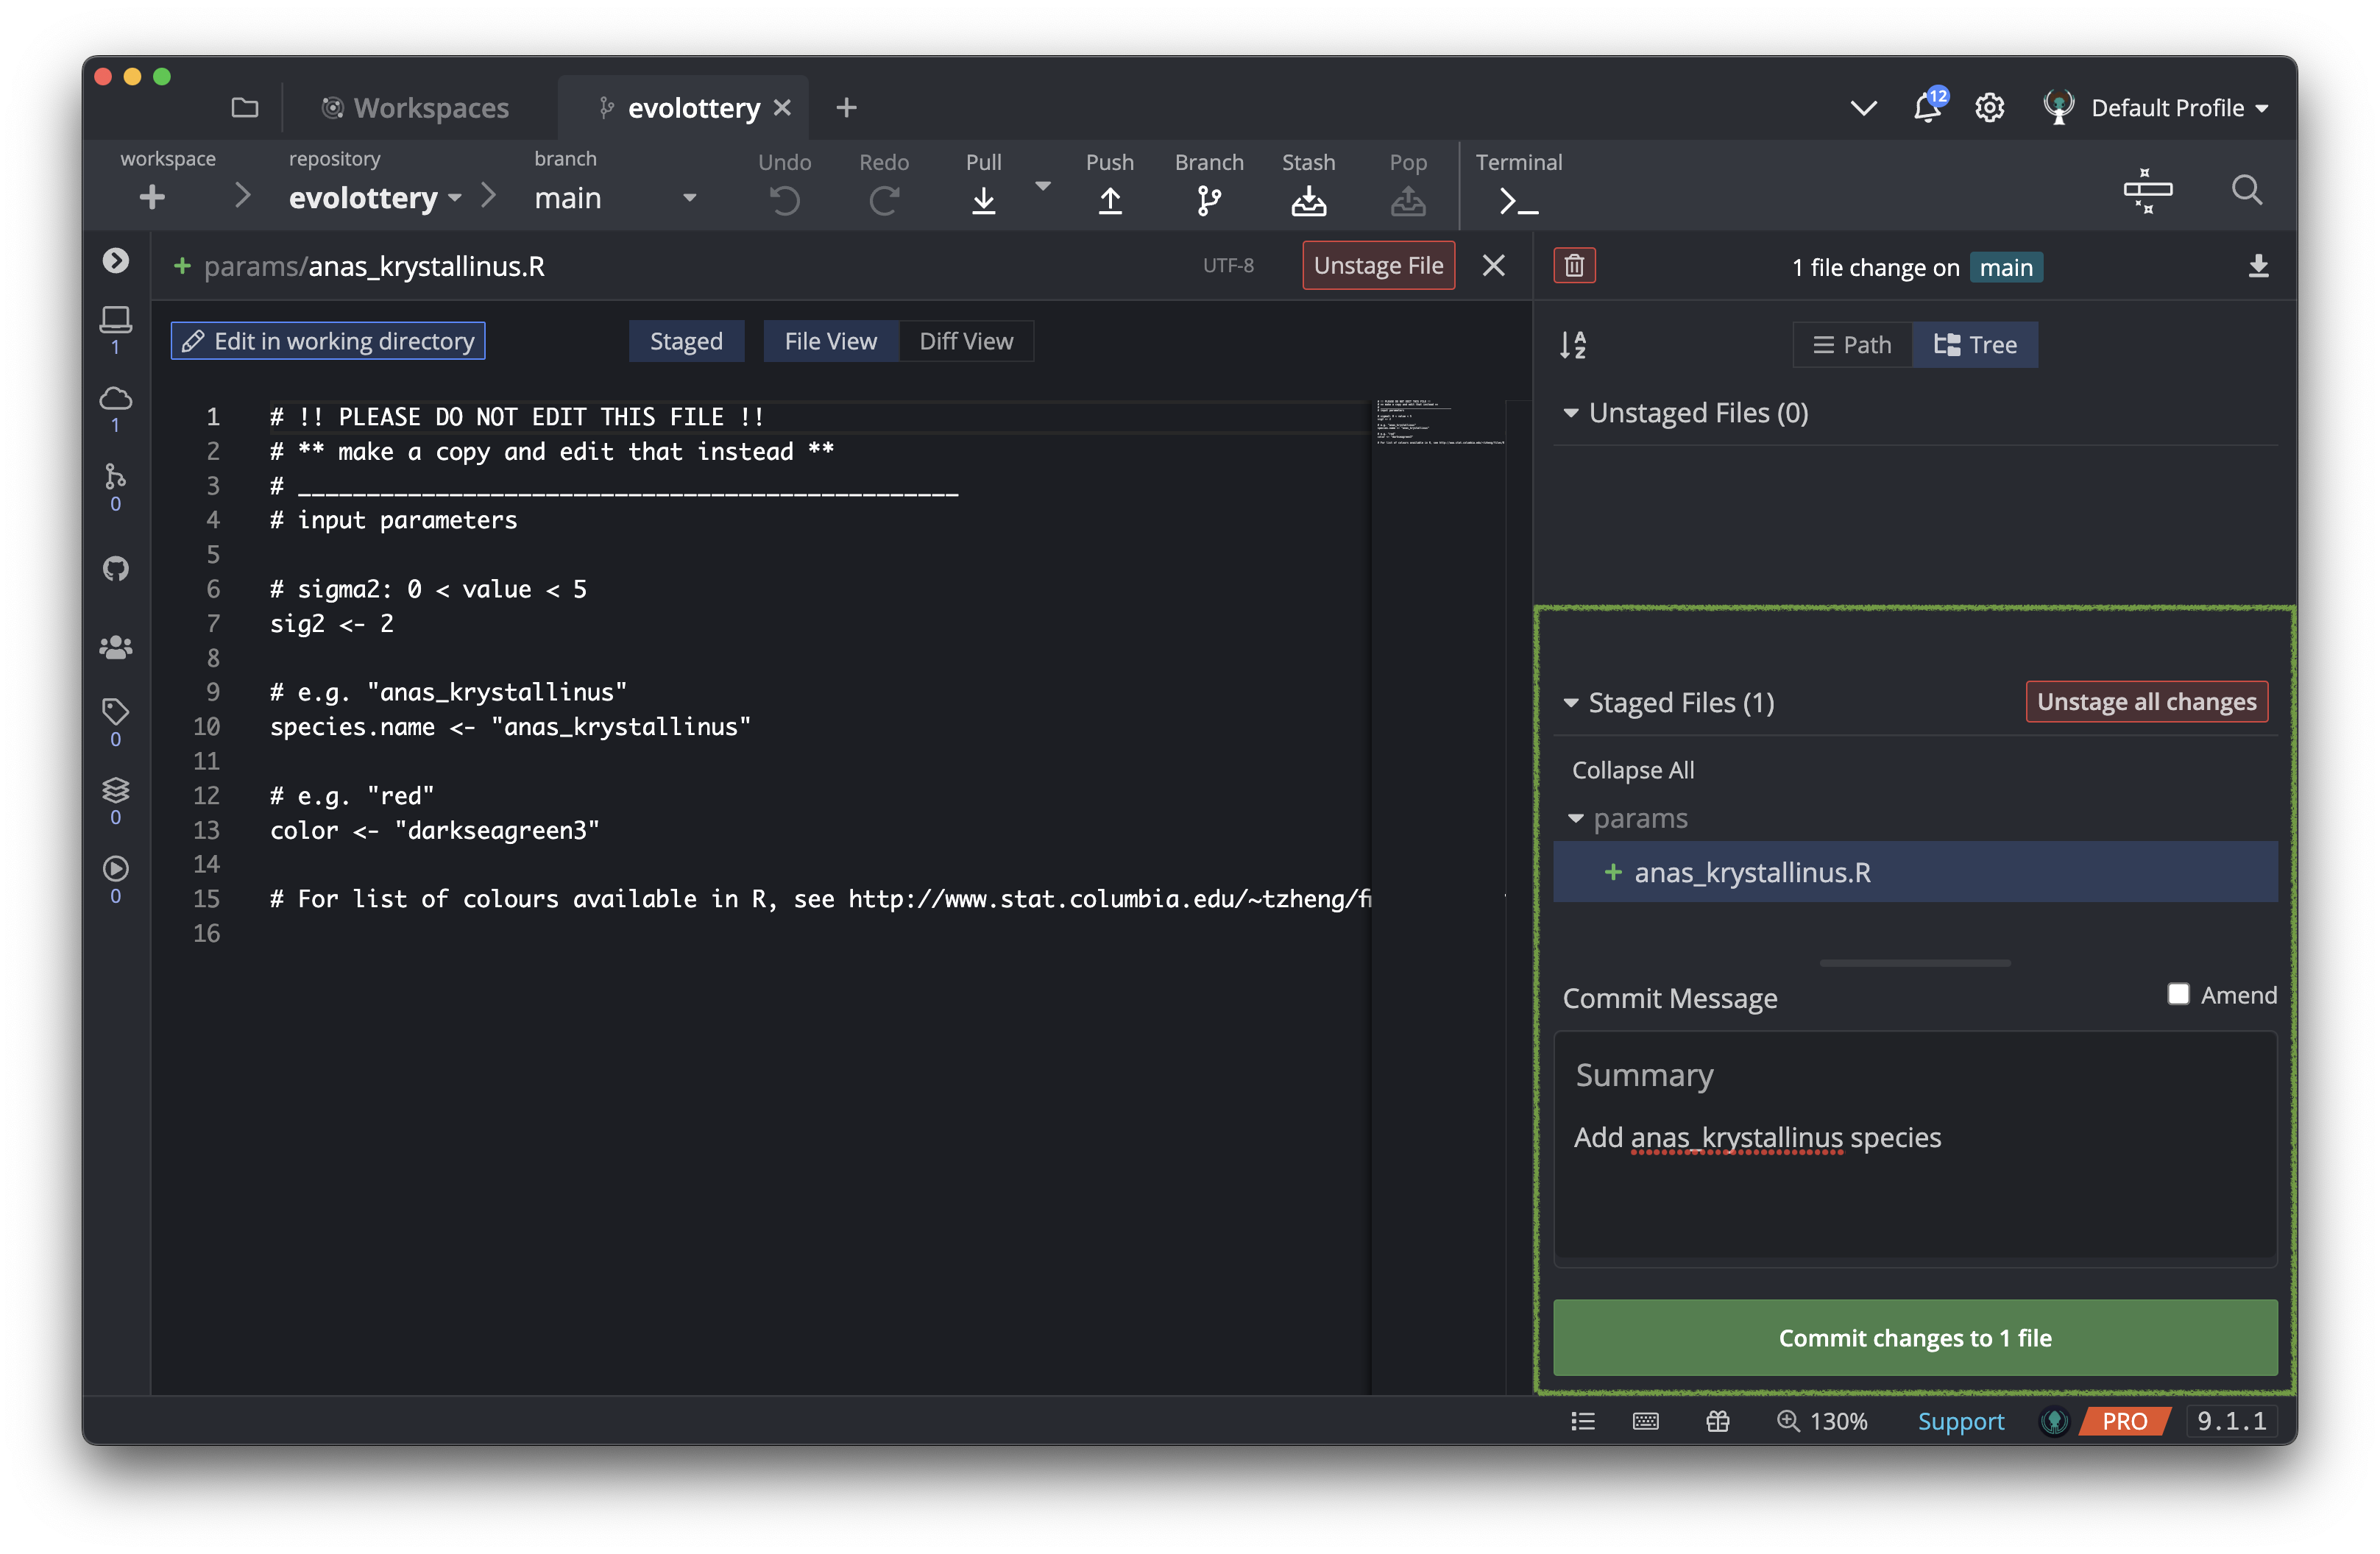 Workspaces
evolottery
12
Default Profile
workspace
repository
branch
evolottery
main
Undo
Redo
Pull
Push
Branch
Stash
Pop
Terminal
params/anas_krystallinus.R
UTF-8
Unstage File
1 file change on main
Edit in working directory
Staged
File View
Diff View
Path
Tree
1
1
0
0
0
0
1 # !! PLEASE DO NOT EDIT THIS FILE !!
2 # ** make a copy and edit that instead **
3 # ________________________________________________
4 # input parameters
5
6 # sigma2: 0 < value < 5
7 sig2 <- 2
8
9 # e.g. "anas_krystallinus"
10 species.name <- "anas_krystallinus"
11
12 # e.g. "red"
13 color <- "darkseagreen3"
14
15 # For list of colours available in R, see http://www.stat.columbia.edu/~tzheng/fi
16
Unstaged Files (0)
Staged Files (1)
Unstage all changes
Collapse All
params
+ anas_krystallinus.R
Commit Message
Amend
Summary
Add anas_krystallinus species
Commit changes to 1 file
130%
Support
PRO
9.1.1